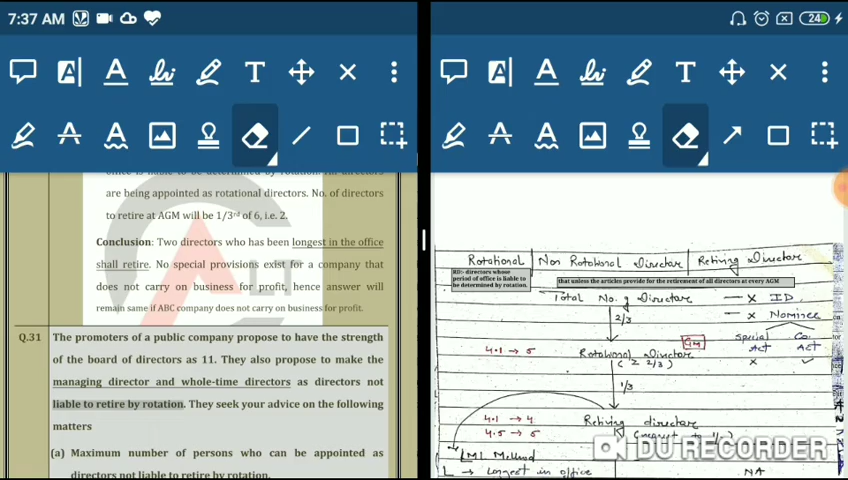 7:37 AM
24
office is liable to be determined by rotation. All directors
are being appointed as rotational directors. No. of directors
to retire at AGM will be 1/3rd of 6, i.e. 2.
Conclusion: Two directors who has been longest in the office
shall retire. No special provisions exist for a company that
does not carry on business for profit, hence answer will
remain same if ABC company does not carry on business for profit.
Q.31
The promoters of a public company propose to have the strength
of the board of directors as 11. They also propose to make the
managing director and whole-time directors as directors not
liable to retire by rotation. They seek your advice on the following
matters
(a) Maximum number of persons who can be appointed as
directors not liable to retire by rotation.
Rotational Non Rotational Director Retiring Director
RD:- directors whose
period of office is liable to
be determined by rotation.
that unless the articles provide for the retirement of all directors at every AGM
Total No. of Director — x ID
2/3 — x Nominee
GM Special Co.
4.1 → 5 Rotational Director Act Act
(≥ 2/3) x ✓
1/3
4.1 → 4 Retiring director
4.5 → 5
LML Method
L → Longest in office NA
DU RECORDER